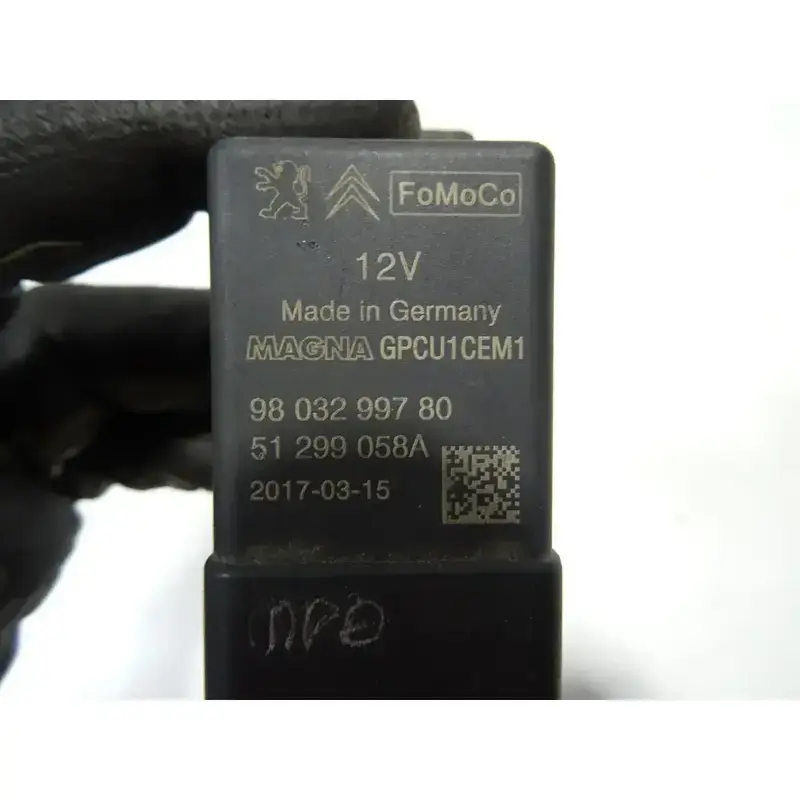 FoMoCo
12V
Made in Germany
MAGNA GPCU1CEM1
98 032 997 80
51 299 058A
2017-03-15